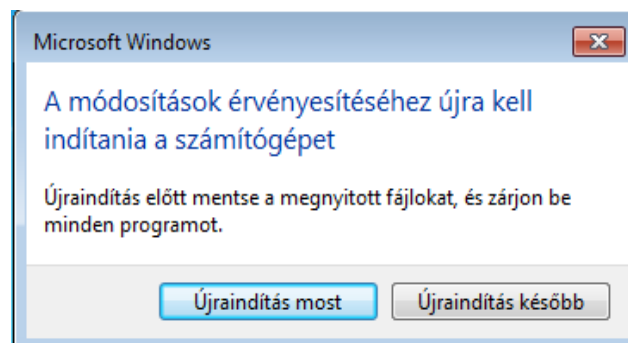 Microsoft Windows
A módosítások érvényesítéséhez újra kell
indítania a számítógépet
Újraindítás előtt mentse a megnyitott fájlokat, és zárjon be
minden programot.
Újraindítás most
Újraindítás később